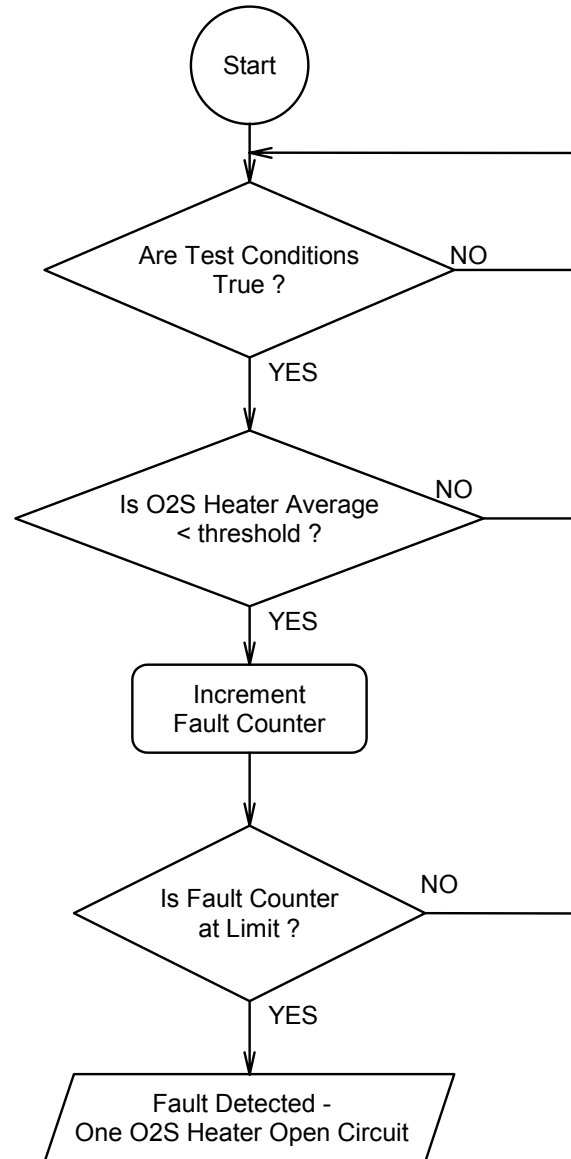 Start
Are Test Conditions
True ?
NO
YES
Is O2S Heater Average
< threshold ?
NO
YES
Increment
Fault Counter
Is Fault Counter
at Limit ?
NO
YES
Fault Detected -
One O2S Heater Open Circuit